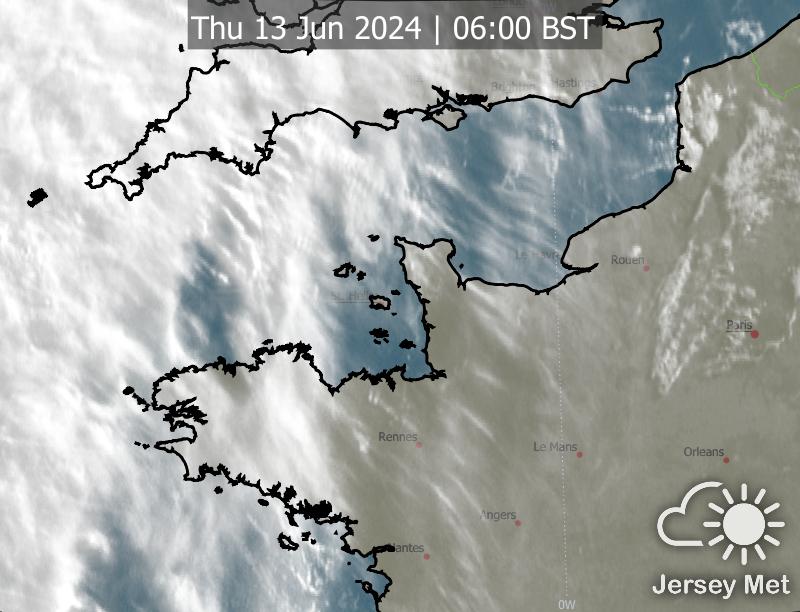 Thu 13 Jun 2024 | 06:00 BST
Brighton
Hastings
Le Havre
Rouen
St. Helier
Paris
Rennes
Le Mans
Orleans
Angers
Nantes
0W
Jersey Met